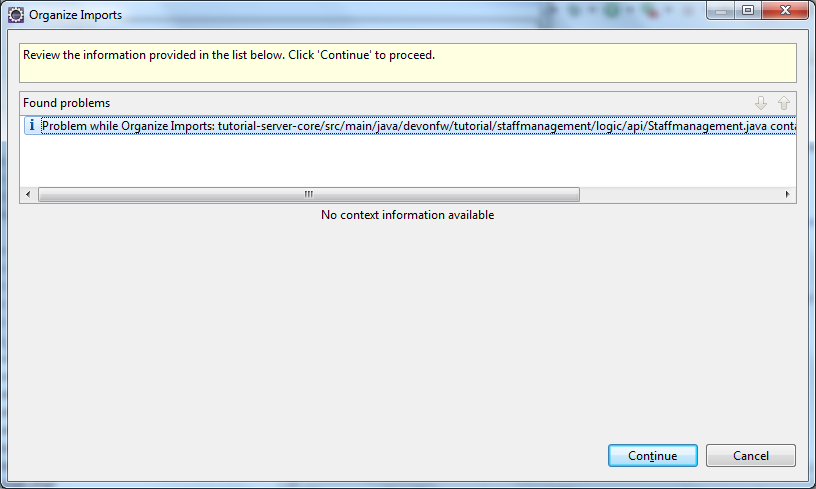 Organize Imports
Review the information provided in the list below. Click 'Continue' to proceed.
Found problems
Problem while Organize Imports: tutorial-server-core/src/main/java/devonfw/tutorial/staffmanagement/logic/api/Staffmanagement.java conta
No context information available
Continue Cancel